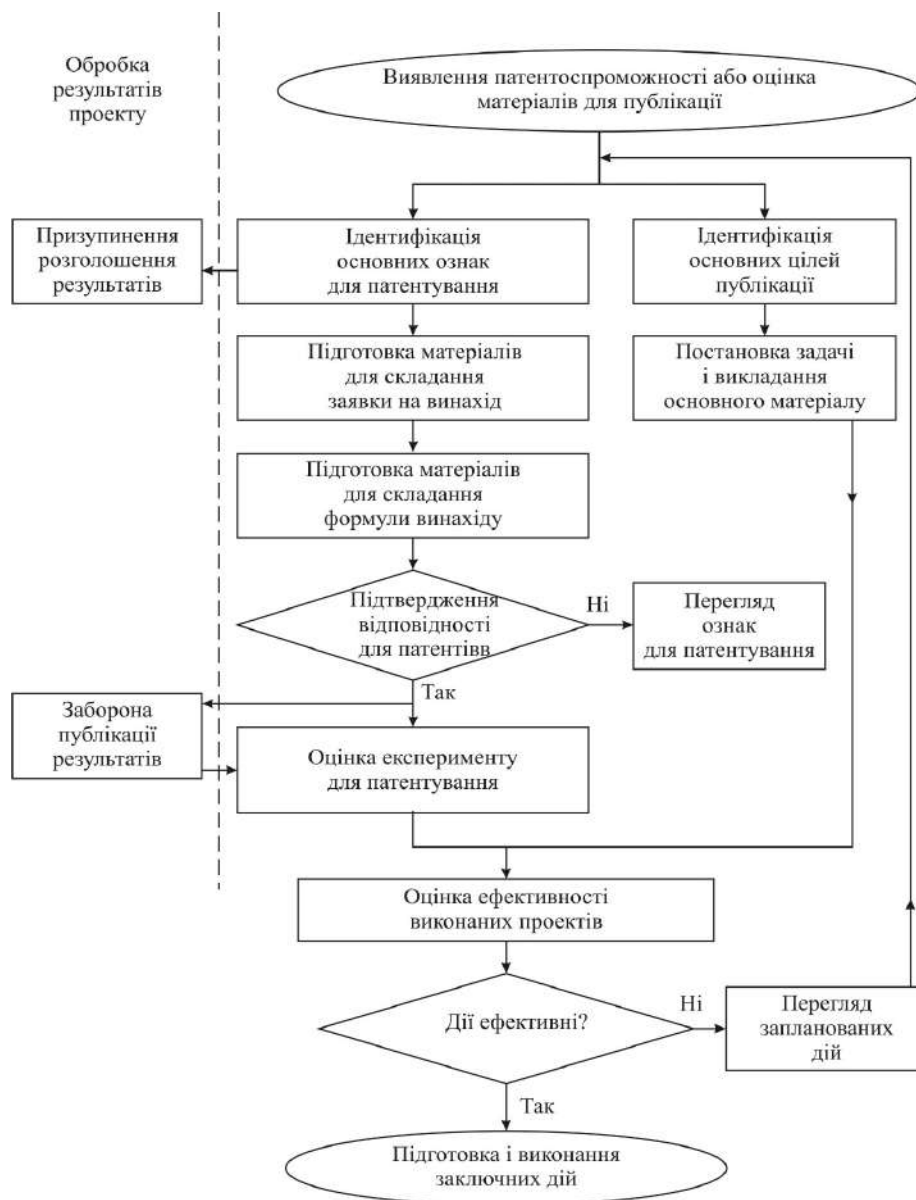 Обробка
результатів
проекту
Виявлення патентоспроможності або оцінка
матеріалів для публікації
Призупинення
розголошення
результатів
Ідентифікація
основних ознак
для патентування
Ідентифікація
основних цілей
публікації
Підготовка матеріалів
для складання
заявки на винахід
Постановка задачі
і викладання
основного матеріалу
Підготовка матеріалів
для складання
формули винахіду
Підтвердження
відповідності
для патентівв
Ні
Перегляд
ознак
для патентування
Так
Заборона
публікації
результатів
Оцінка експерименту
для патентування
Оцінка ефективності
виконаних проектів
Дії ефективні?
Ні
Перегляд
запланованих
дій
Так
Підготовка і виконання
заключних дій